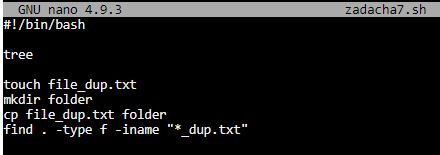 GNU nano 4.9.3 zadacha7.sh
#!/bin/bash
tree
touch file_dup.txt
mkdir folder
cp file_dup.txt folder
find . -type f -iname "*_dup.txt"